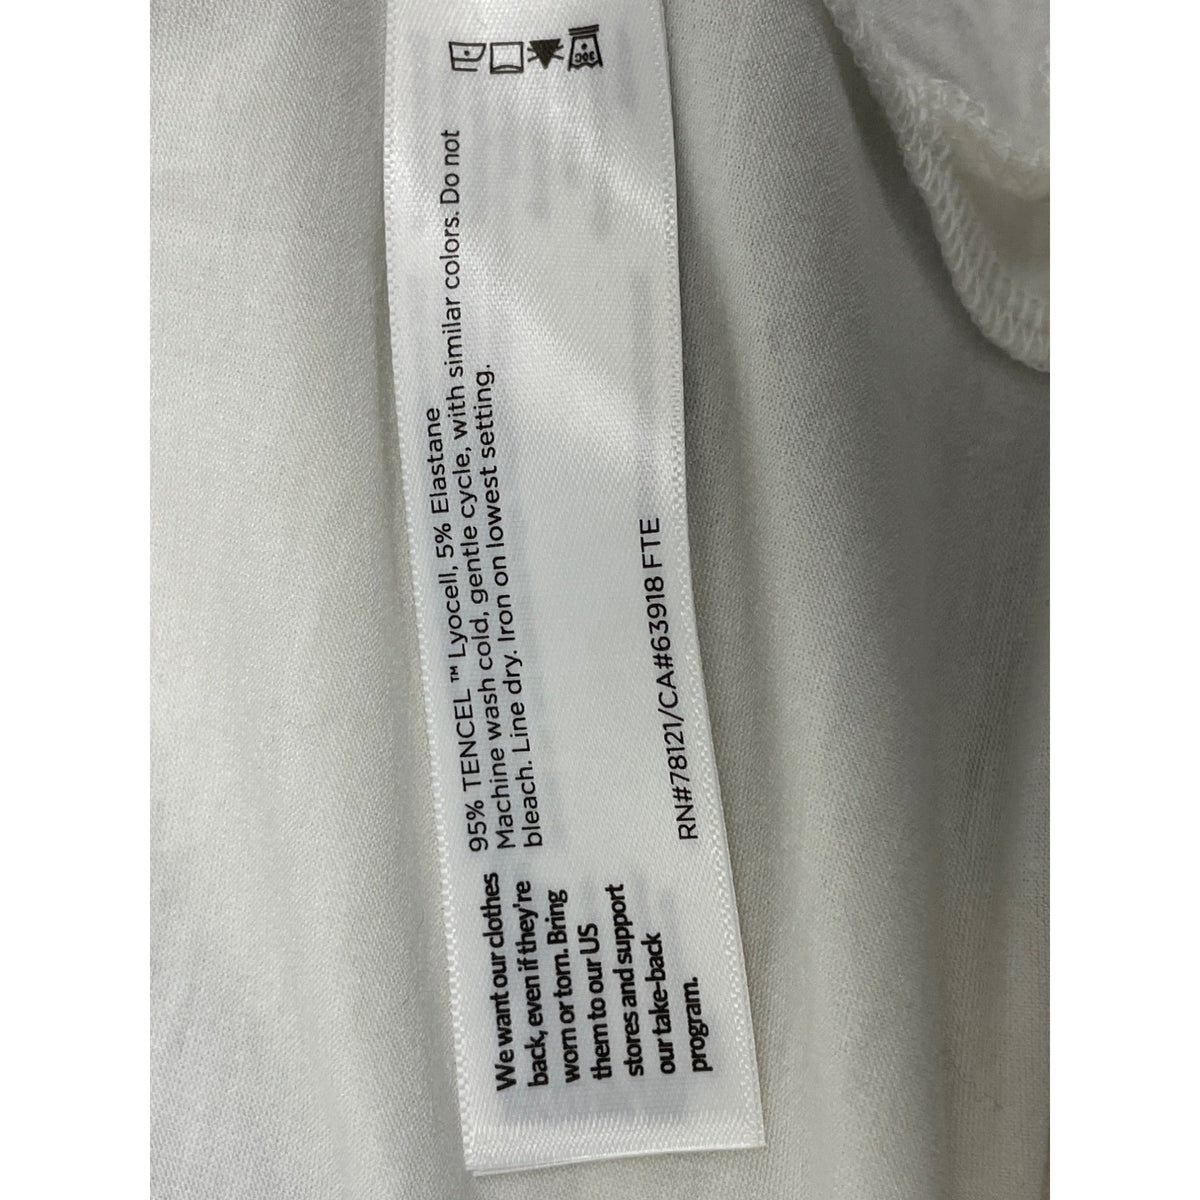 We want our clothes
back, even if they're
worn or torn. Bring
them to our US
stores and support
our take-back
program.
95% TENCEL™ Lyocell, 5% Elastane
Machine wash cold, gentle cycle, with similar colors. Do not
bleach. Line dry. Iron on lowest setting.
RN#78121/CA#63918 FTE
30C